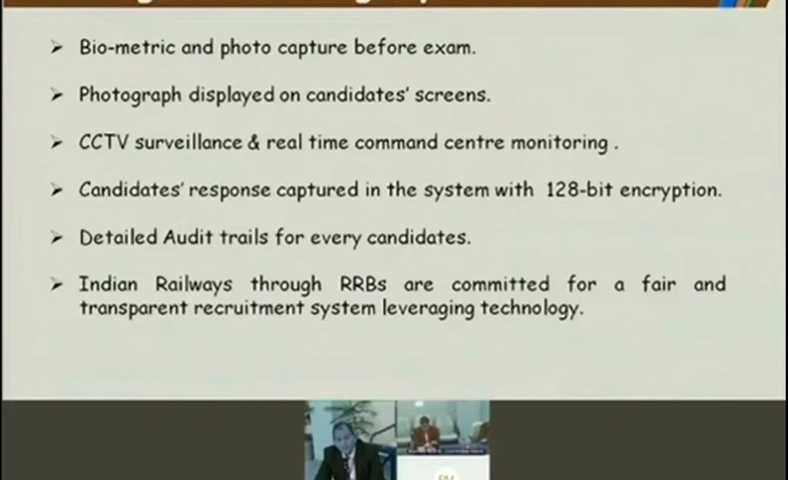 ➢ Bio-metric and photo capture before exam.
➢ Photograph displayed on candidates' screens.
➢ CCTV surveillance & real time command centre monitoring .
➢ Candidates' response captured in the system with 128-bit encryption.
➢ Detailed Audit trails for every candidates.
➢ Indian Railways through RRBs are committed for a fair and
transparent recruitment system leveraging technology.